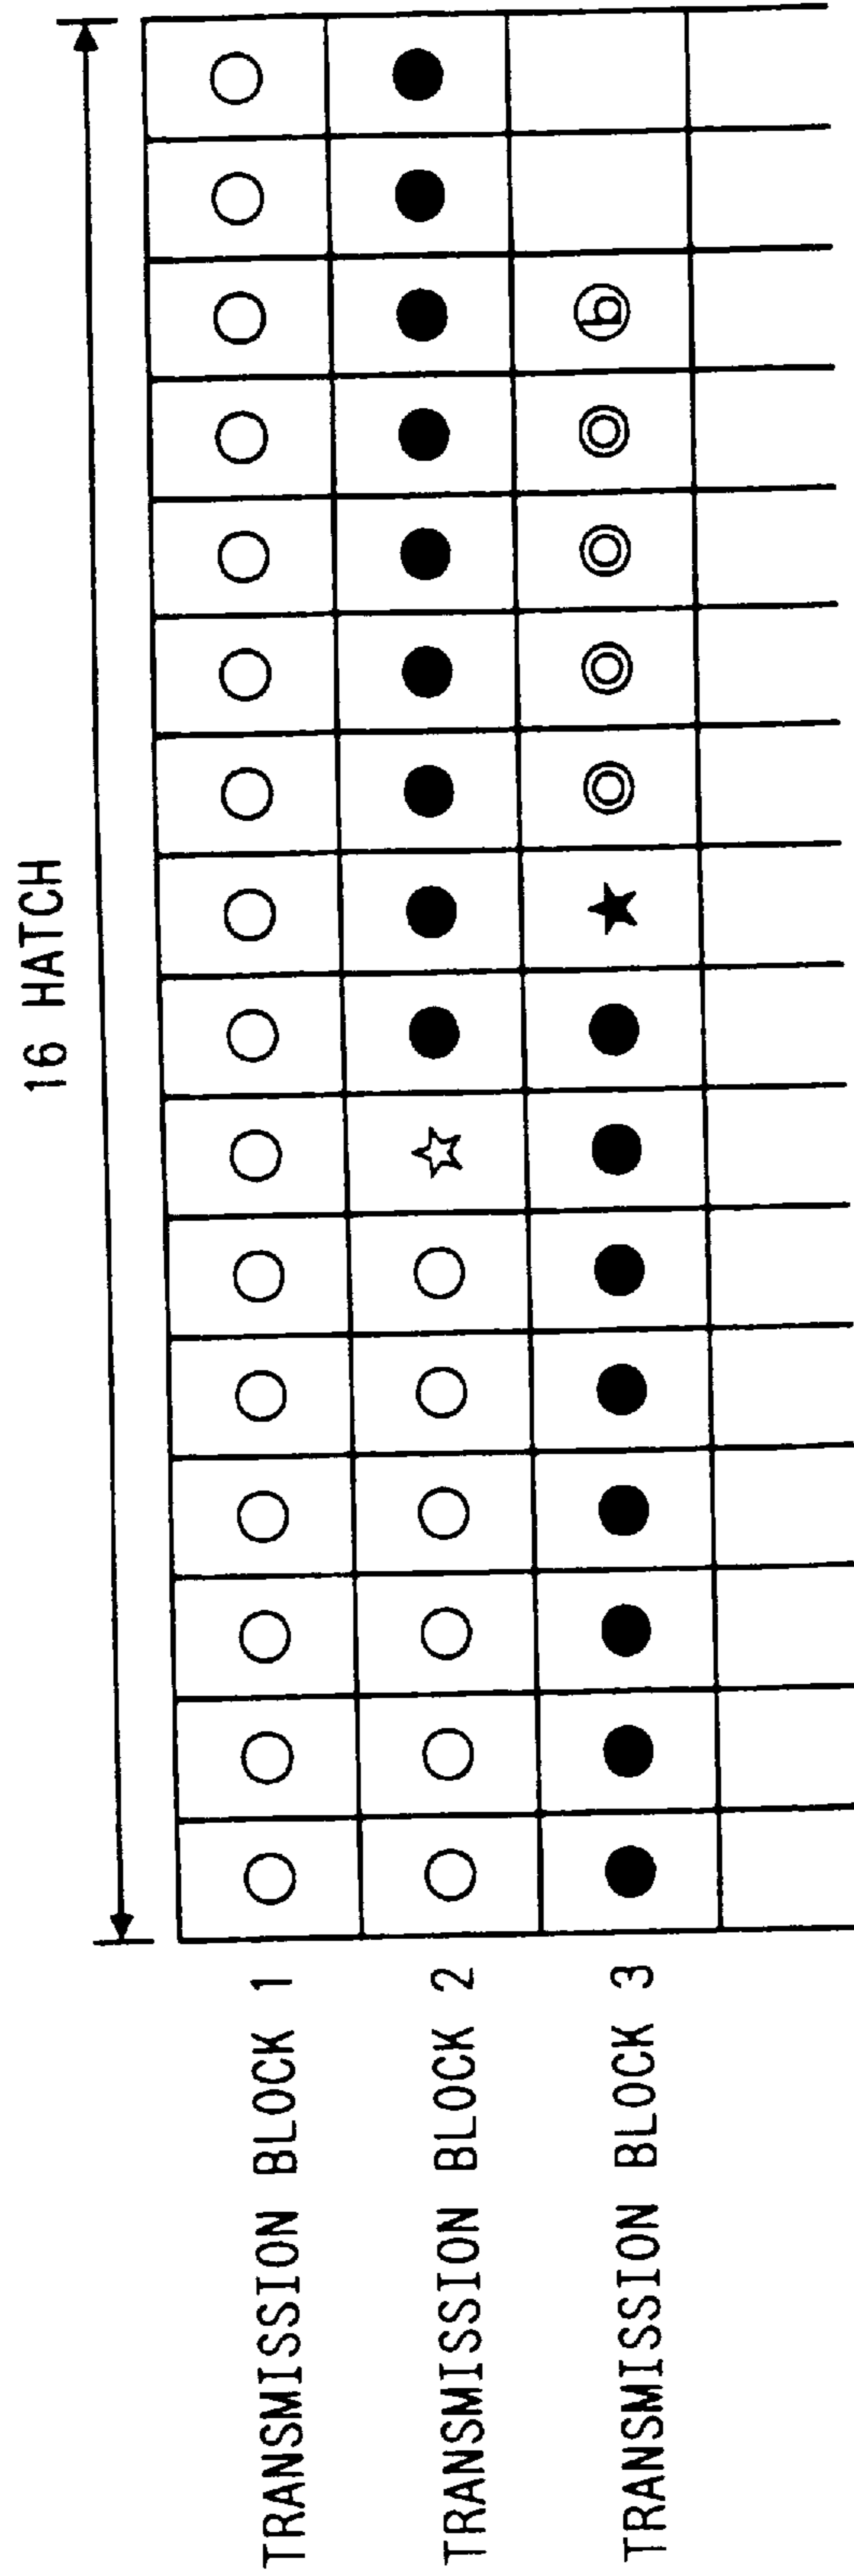 16 HATCH
TRANSMISSION BLOCK 1
TRANSMISSION BLOCK 2
TRANSMISSION BLOCK 3
b